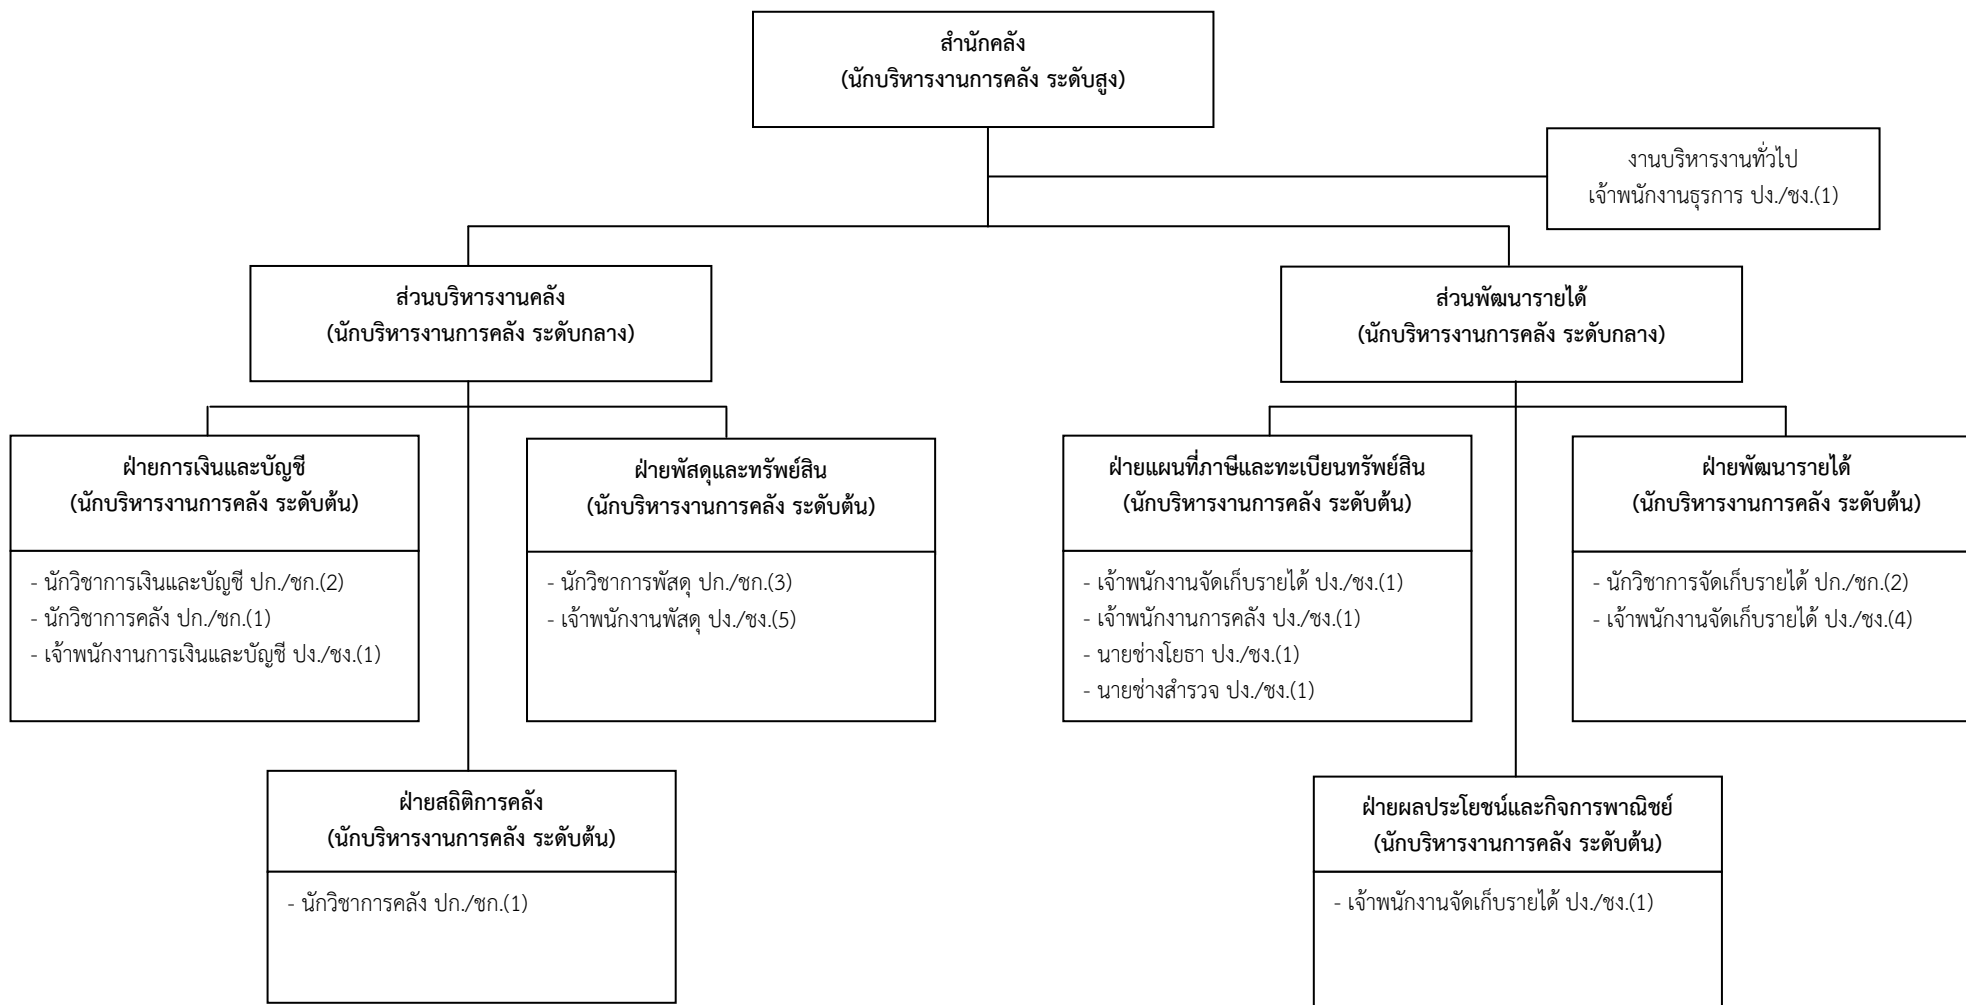 สำนักคลัง
(นักบริหารงานการคลัง ระดับสูง)
งานบริหารงานทั่วไป
เจ้าพนักงานธุรการ ปง./ชง.(1)
ส่วนบริหารงานคลัง
(นักบริหารงานการคลัง ระดับกลาง)
ส่วนพัฒนารายได้
(นักบริหารงานการคลัง ระดับกลาง)
ฝ่ายการเงินและบัญชี
(นักบริหารงานการคลัง ระดับต้น)
- นักวิชาการเงินและบัญชี ปก./ชก.(2)
- นักวิชาการคลัง ปก./ชก.(1)
- เจ้าพนักงานการเงินและบัญชี ปง./ชง.(1)
ฝ่ายพัสดุและทรัพย์สิน
(นักบริหารงานการคลัง ระดับต้น)
- นักวิชาการพัสดุ ปก./ชก.(3)
- เจ้าพนักงานพัสดุ ปง./ชง.(5)
ฝ่ายแผนที่ภาษีและทะเบียนทรัพย์สิน
(นักบริหารงานการคลัง ระดับต้น)
- เจ้าพนักงานจัดเก็บรายได้ ปง./ชง.(1)
- เจ้าพนักงานการคลัง ปง./ชง.(1)
- นายช่างโยธา ปง./ชง.(1)
- นายช่างสำรวจ ปง./ชง.(1)
ฝ่ายพัฒนารายได้
(นักบริหารงานการคลัง ระดับต้น)
- นักวิชาการจัดเก็บรายได้ ปก./ชก.(2)
- เจ้าพนักงานจัดเก็บรายได้ ปง./ชง.(4)
ฝ่ายสถิติการคลัง
(นักบริหารงานการคลัง ระดับต้น)
- นักวิชาการคลัง ปก./ชก.(1)
ฝ่ายผลประโยชน์และกิจการพาณิชย์
(นักบริหารงานการคลัง ระดับต้น)
- เจ้าพนักงานจัดเก็บรายได้ ปง./ชง.(1)